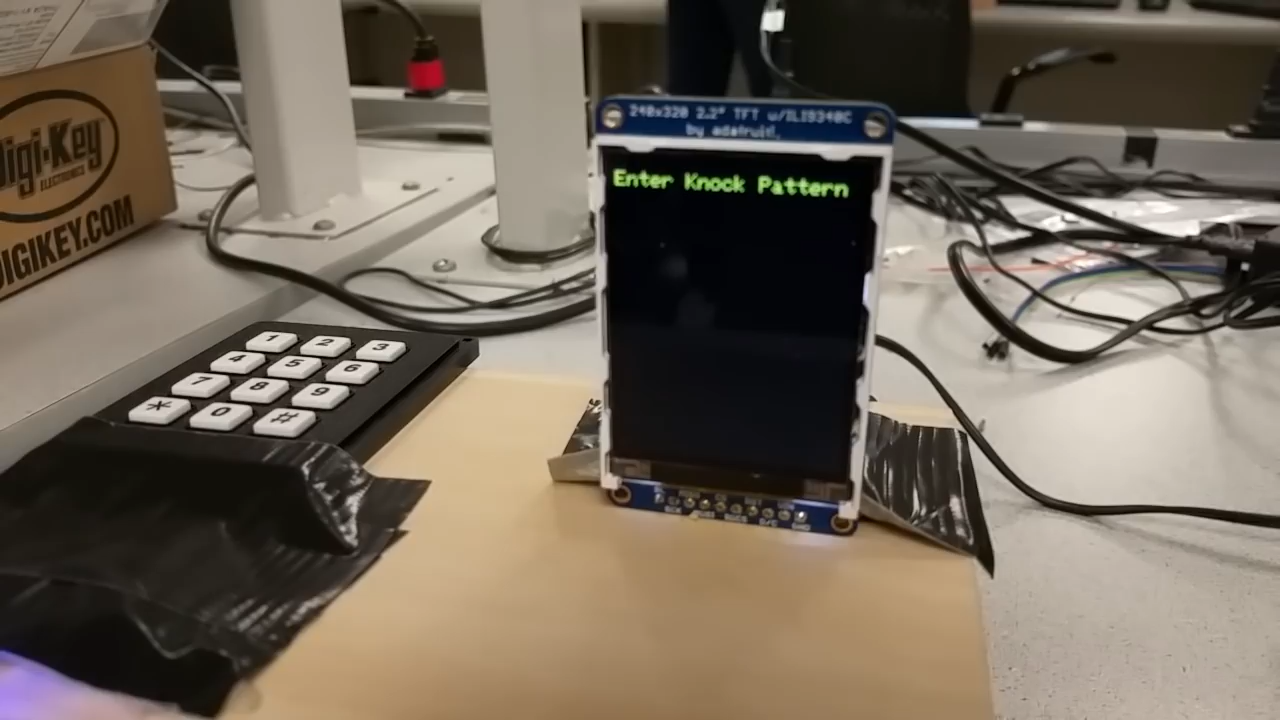 Digi-Key
ELECTRONICS
DIGIKEY.COM
240x320 2.2" TFT w/ILI9340C
by adafruit!
Enter Knock Pattern
1 2 3
4 5 6
7 8 9
* 0 #